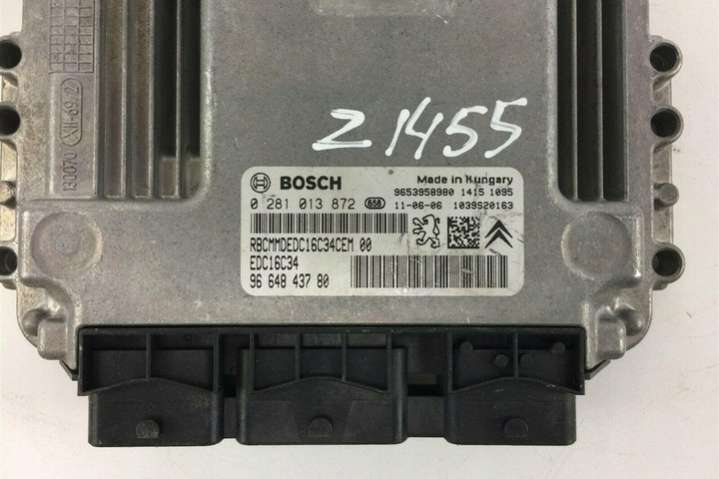 Z1455
BOSCH
Made in Hungary
9653958980 1415 1095
0 281 013 872 656 11-06-06 1039S20163
RBCMMDEDC16C34CEM 00
EDC16C34
96 648 437 80